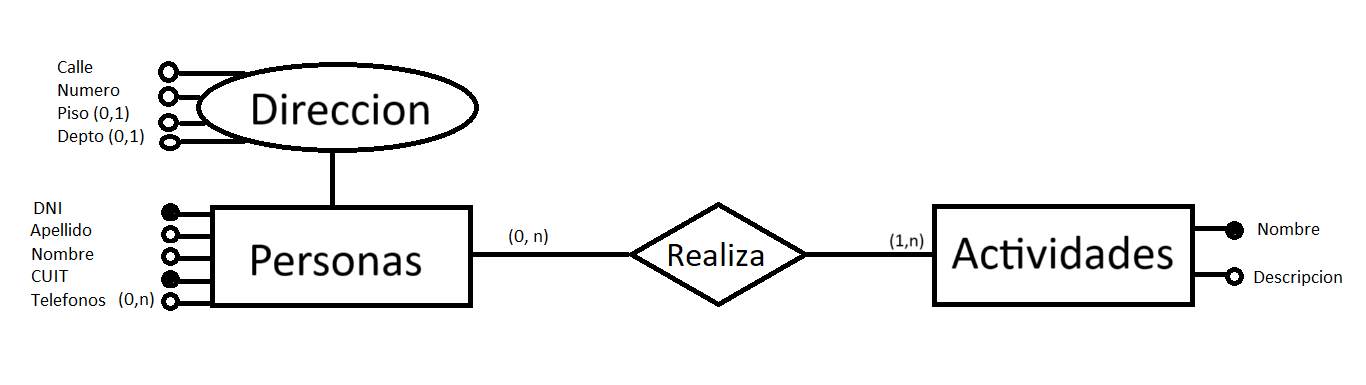 Calle
Numero
Piso (0,1)
Depto (0,1)
Direccion
DNI
Apellido
Nombre
CUIT
Telefonos (0,n)
Personas
(0, n)
Realiza
(1,n)
Actividades
Nombre
Descripcion